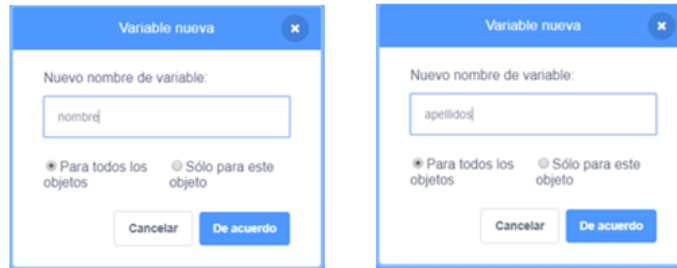 Variable nueva
Nuevo nombre de variable:
nombre
Para todos los objetos
Sólo para este objeto
Cancelar
De acuerdo
Variable nueva
Nuevo nombre de variable:
apellidos
Para todos los objetos
Sólo para este objeto
Cancelar
De acuerdo